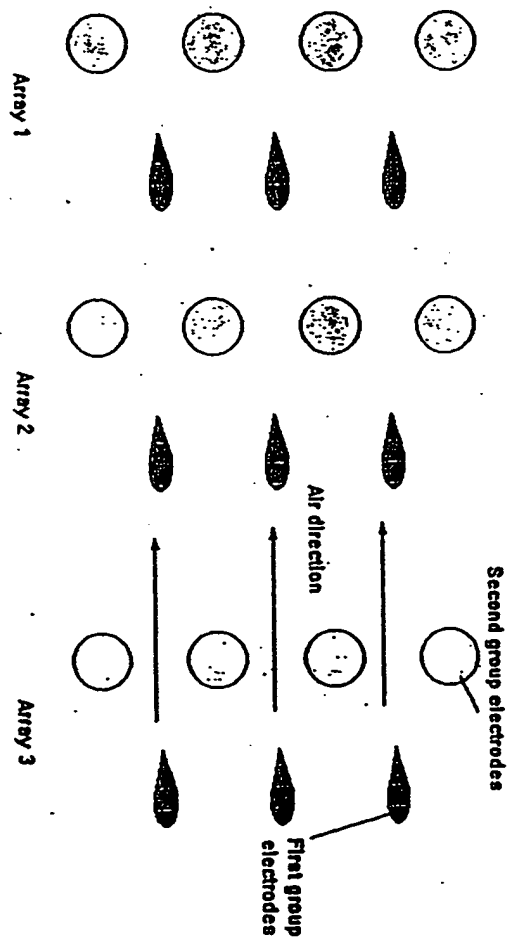 Array 1
Array 2
Array 3
Air direction
Second group electrodes
First group
electrodes